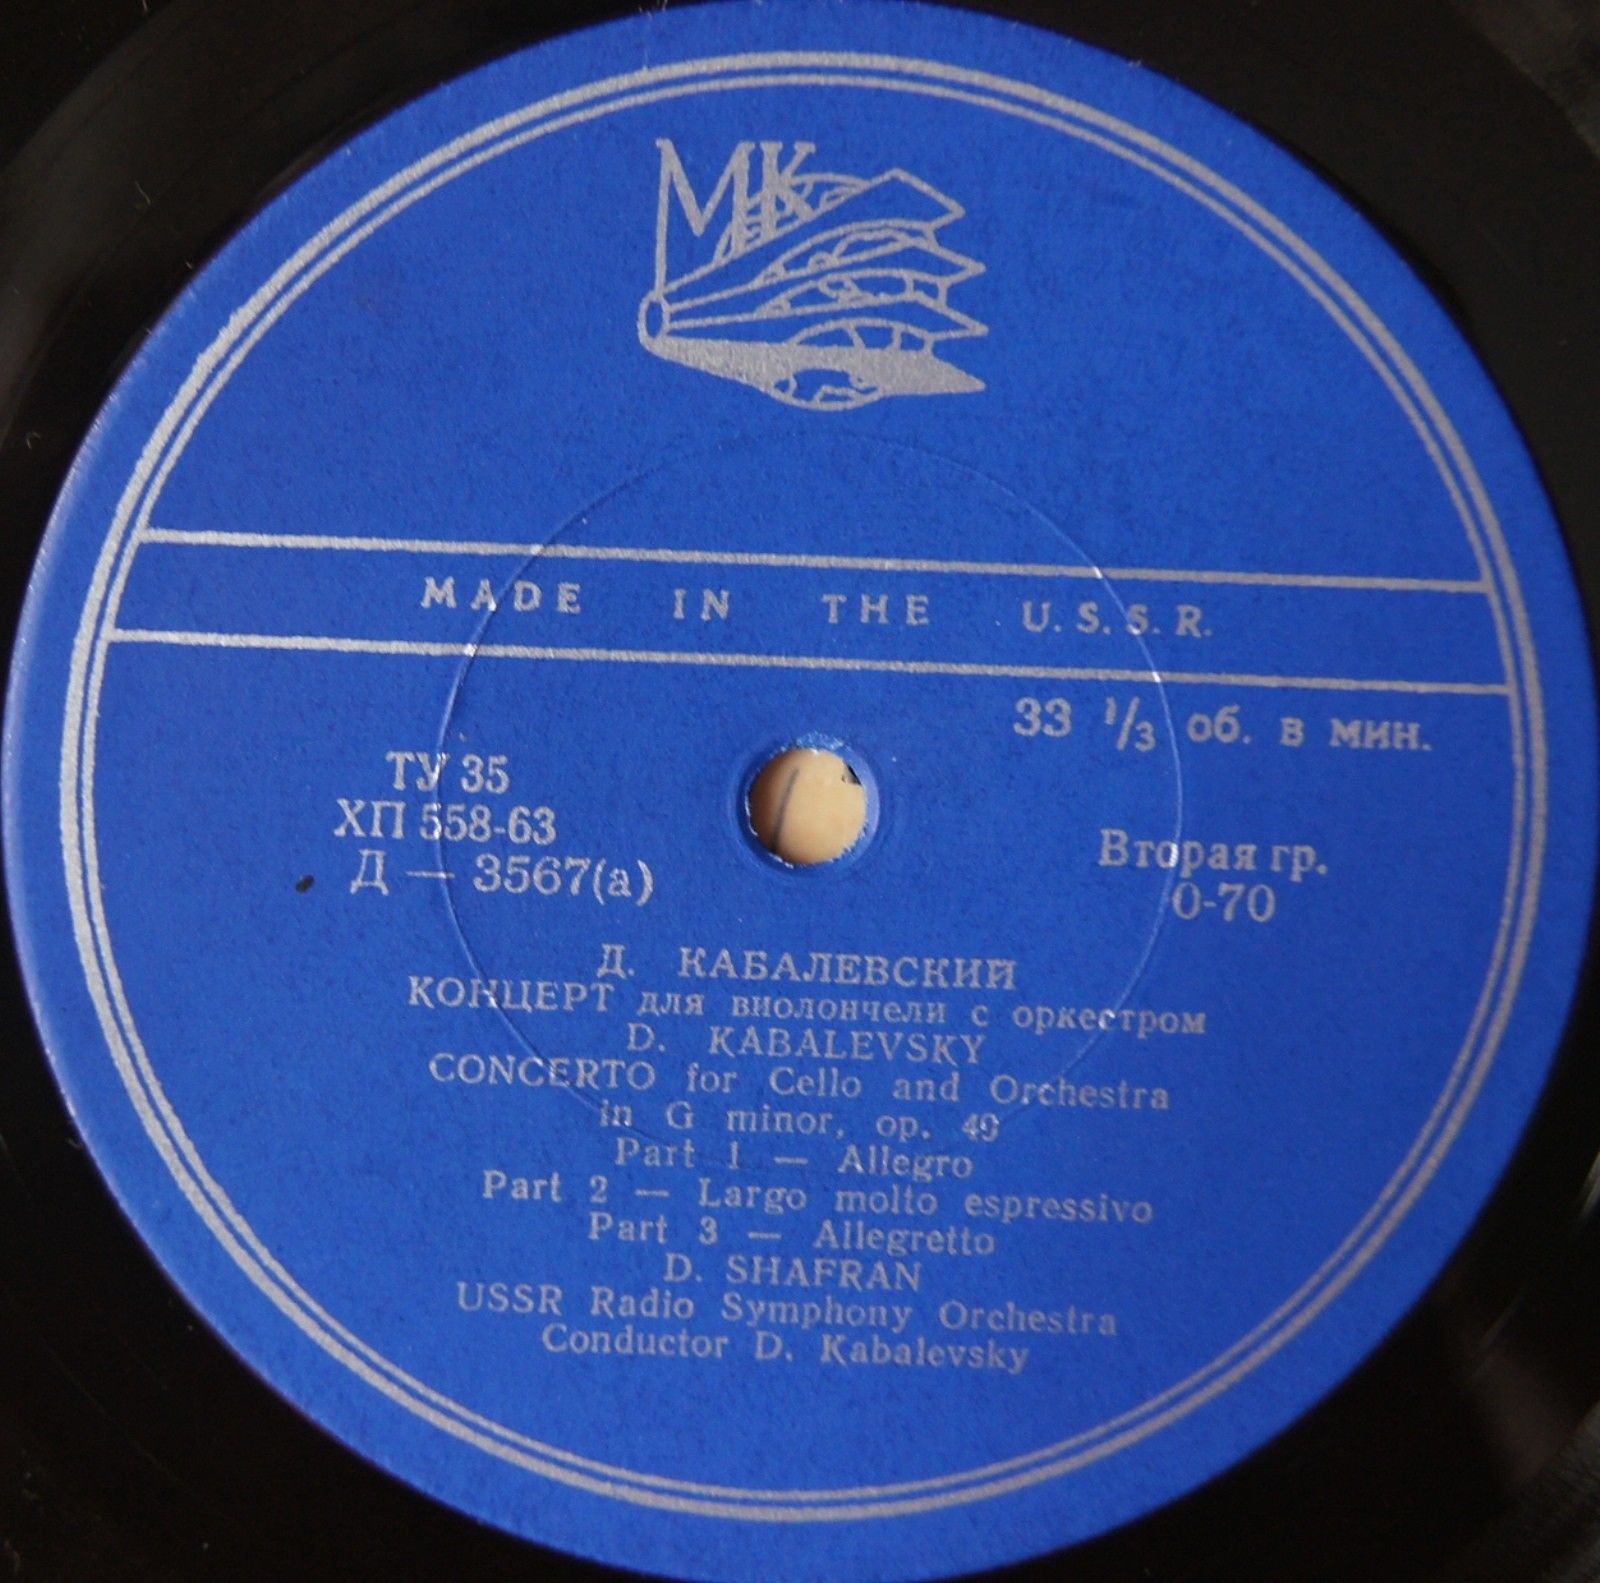 МК
MADE IN THE U.S.S.R.
33 1/3 об. в мин.
ТУ 35
ХП 558-63
Д — 3567(а)
Вторая гр.
0-70
Д. КАБАЛЕВСКИЙ
КОНЦЕРТ для виолончели с оркестром
D. KABALEVSKY
CONCERTO for Cello and Orchestra
in G minor, op. 49
Part 1 — Allegro
Part 2 — Largo molto espressivo
Part 3 — Allegretto
D. SHAFRAN
USSR Radio Symphony Orchestra
Conductor D. Kabalevsky